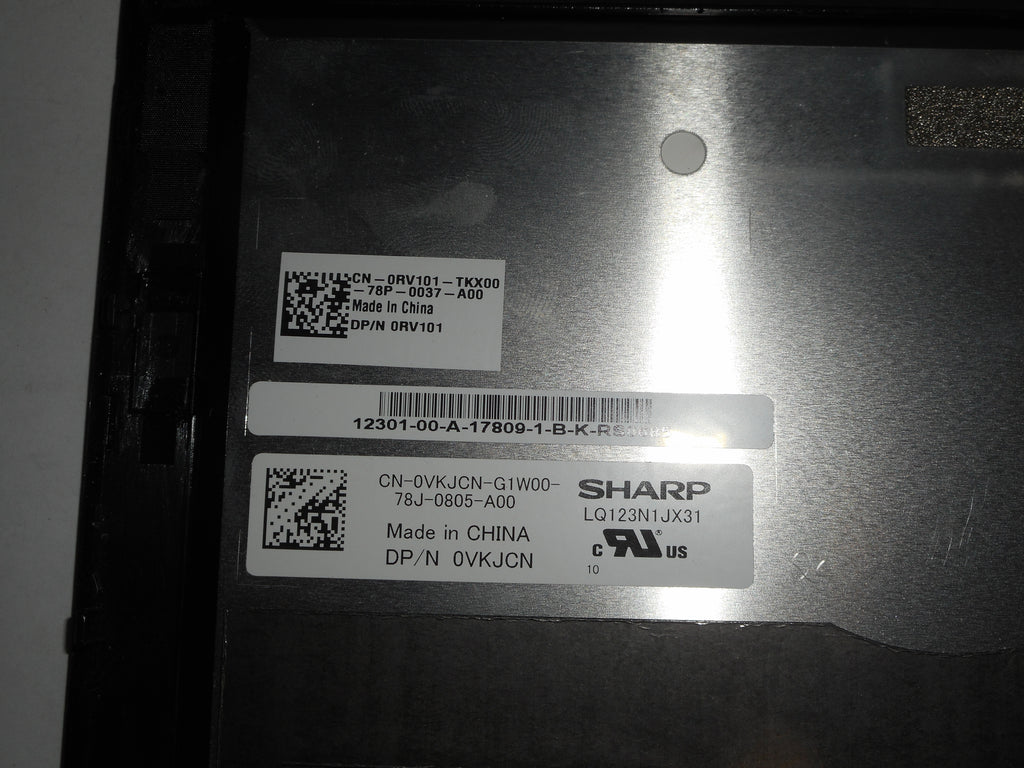 CN-0RV101-TKX00
-78P-0037-A00
Made In China
DP/N 0RV101
12301-00-A-17809-1-B-K-
CN-0VKJCN-G1W00-
78J-0805-A00
Made in CHINA
DP/N 0VKJCN
SHARP
LQ123N1JX31
C RU® US
10